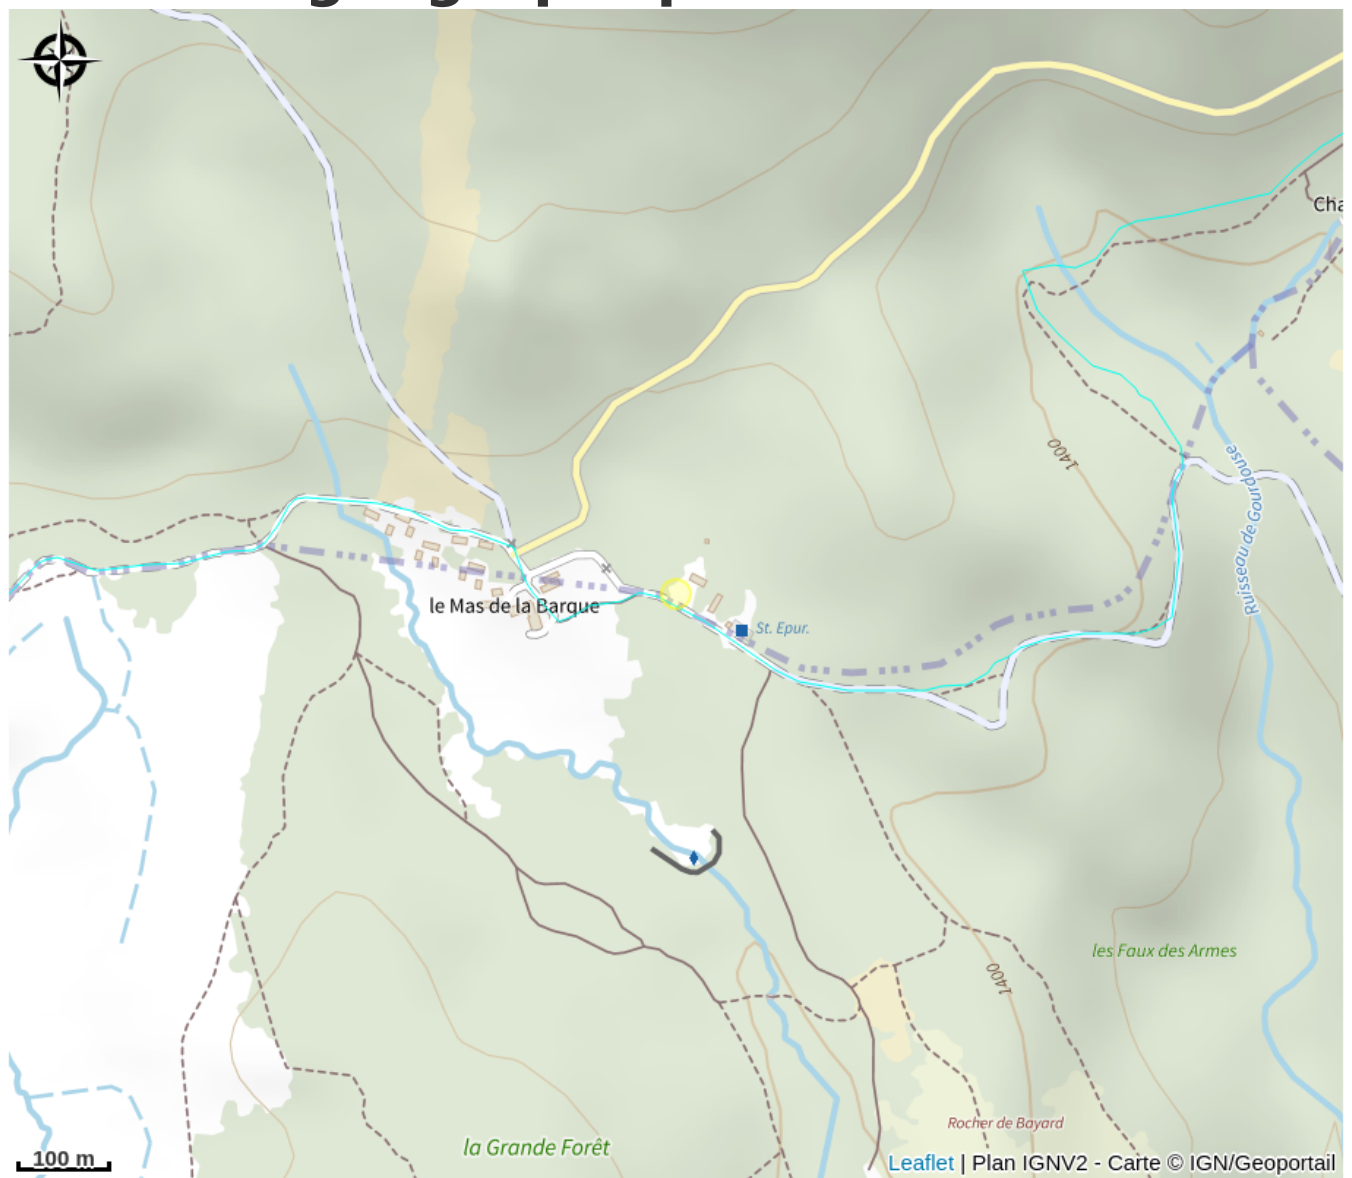 Cha
1400
Ruisseau de Gourdouse
le Mas de la Barque
St. Epur.
les Faux des Armes
1400
Rocher de Bayard
la Grande Forêt
100 m
Leaflet | Plan IGNV2 - Carte © IGN/Geoportail